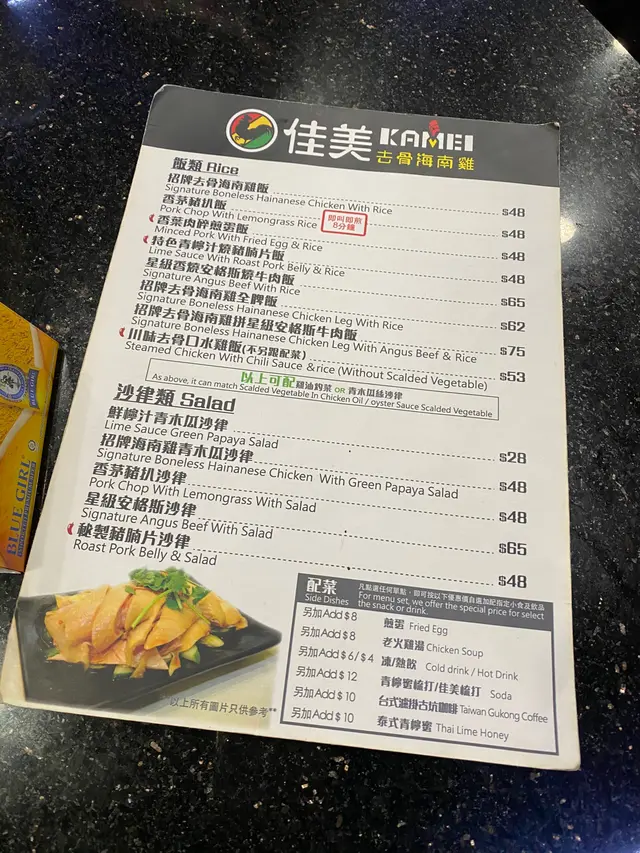 佳美 KAMEI
去骨海南雞
飯類 Rice
招牌去骨海南雞飯
Signature Boneless Hainanese Chicken With Rice $48
香茅豬扒飯
Pork Chop With Lemongrass Rice $48
即叫即煎
8分鐘
香葉肉碎煎蛋飯
Minced Pork With Fried Egg & Rice $48
特色青檸汁燒豬腩片飯
Lime Sauce With Roast Pork Belly & Rice $48
星級香燒安格斯燒牛肉飯
Signature Angus Beef With Rice $65
招牌去骨海南雞全髀飯
Signature Boneless Hainanese Chicken Leg With Rice $62
招牌去骨海南雞拼星級安格斯牛肉飯
Signature Boneless Hainanese Chicken Leg With Angus Beef & Rice $75
川味去骨口水雞飯(不另跟配菜)
Steamed Chicken With Chili Sauce &rice (Without Scalded Vegetable) $53
以上可配 雞油灼菜 OR 青木瓜絲沙律
As above, it can match Scalded Vegetable In Chicken Oil / oyster Sauce Scalded Vegetable
沙律類 Salad
鮮檸汁青木瓜沙律
Lime Sauce Green Papaya Salad $28
招牌海南雞青木瓜沙律
Signature Boneless Hainanese Chicken With Green Papaya Salad $48
香茅豬扒沙律
Pork Chop With Lemongrass With Salad $48
星級安格斯沙律
Signature Angus Beef With Salad $65
秘製豬腩片沙律
Roast Pork Belly & Salad $48
配菜
Side Dishes
凡點選任何單點，即可按以下優惠價自選加配指定小食及飲品
For menu set, we offer the special price for select
the snack or drink.
另加Add $8 煎蛋 Fried Egg
另加Add $8 老火雞湯 Chicken Soup
另加Add $6/$4 凍/熱飲 Cold drink / Hot Drink
另加Add $12 青檸蜜梳打/佳美梳打 Soda
另加Add $10 台式滴掛古坑咖啡 Taiwan Gukong Coffee
另加Add $10 泰式青檸蜜 Thai Lime Honey
以上所有圖片只供參考**
BLUE GIRL